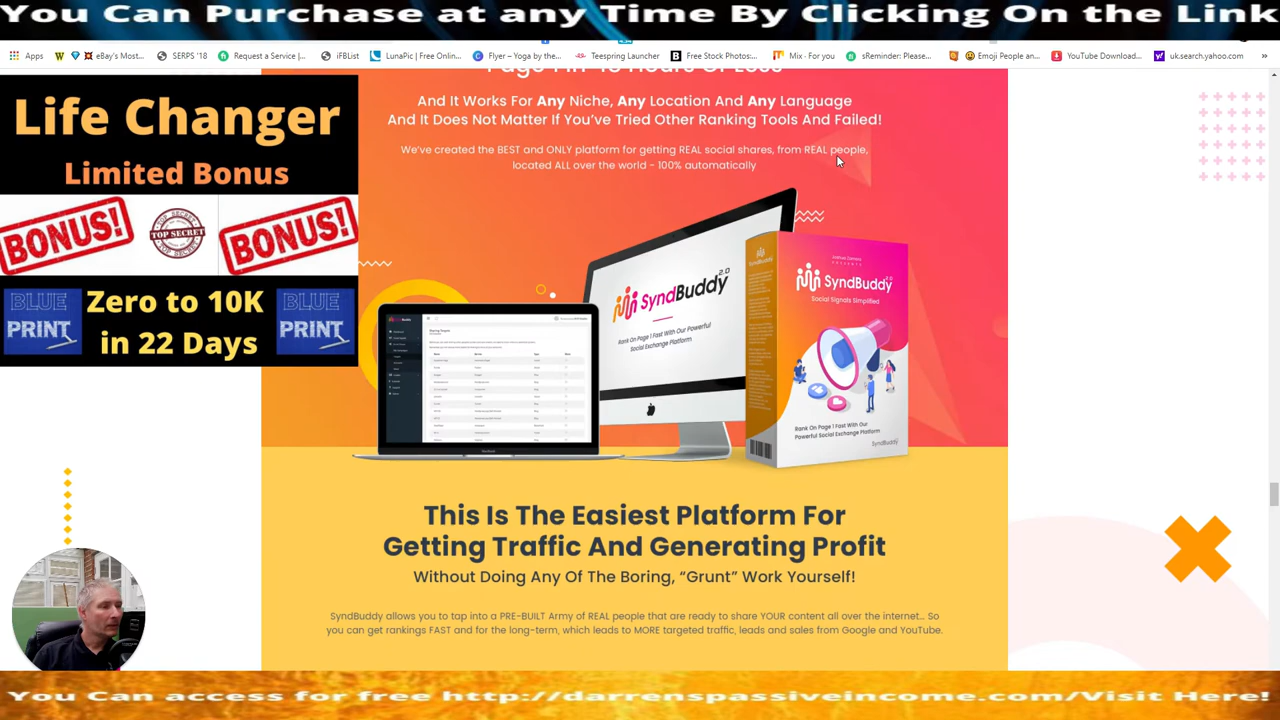 You Can Purchase at any Time By Clicking On the Link
Apps
eBay's Most...
SERPS '18
Request a Service |...
iFBList
LunaPic | Free Onlin...
Flyer – Yoga by the...
Teespring Launcher
Free Stock Photos:...
Mix · For you
sReminder: Please...
Emoji People an...
YouTube Download...
uk.search.yahoo.com
And It Works For Any Niche, Any Location And Any Language
And It Does Not Matter If You've Tried Other Ranking Tools And Failed!
We've created the BEST and ONLY platform for getting REAL social shares, from REAL people,
located ALL over the world - 100% automatically
Life Changer
Limited Bonus
BONUS!
TOP SECRET
BONUS!
BLUE
PRINT
Zero to 10K
in 22 Days
BLUE
PRINT
SyndBuddy 2.0
Rank On Page 1 Fast With Our Powerful
Social Exchange Platform
SyndBuddy 2.0
Social Signals Simplified
Rank On Page 1 Fast With Our
Powerful Social Exchange Platform
SyndBuddy
This Is The Easiest Platform For
Getting Traffic And Generating Profit
Without Doing Any Of The Boring, “Grunt” Work Yourself!
SyndBuddy allows you to tap into a PRE-BUILT Army of REAL people that are ready to share YOUR content all over the internet... So
you can get rankings FAST and for the long-term, which leads to MORE targeted traffic, leads and sales from Google and YouTube.
You Can access for free http://darrenspassiveincome.com/Visit Here!